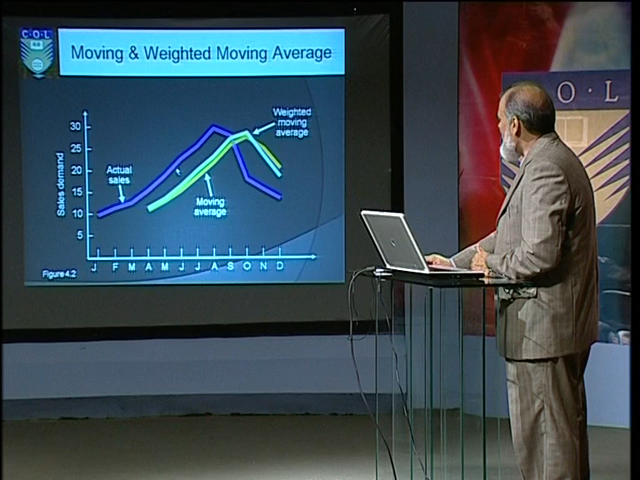 C.O.L
Moving & Weighted Moving Average
Weighted
moving
average
Actual
sales
Moving
average
Sales demand
30
25
20
15
10
5
J F M A M J J A S O N D
Figure 4.2
O · L